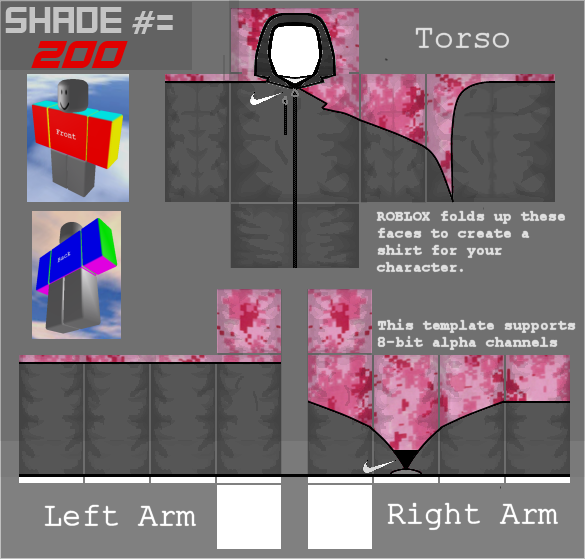 SHADE #=
200
Torso
Front
Back
ROBLOX folds up these
faces to create a
shirt for your
character.
This template supports
8-bit alpha channels
Left Arm
Right Arm